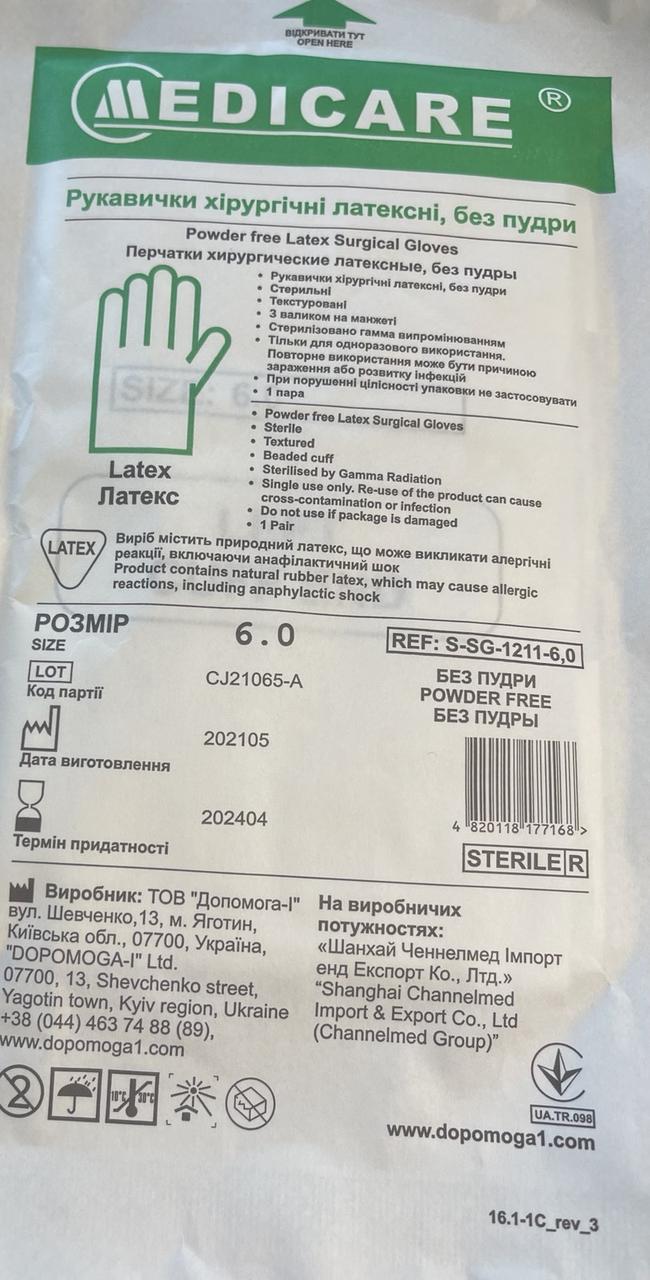 ВІДКРИВАТИ ТУТ
OPEN HERE
MEDICARE ®
Рукавички хірургічні латексні, без пудри
Powder free Latex Surgical Gloves
Перчатки хирургические латексные, без пудры
• Рукавички хірургічні латексні, без пудри
• Стерильні
• Текстуровані
• З валиком на манжеті
• Стерилізовано гамма випромінюванням
• Тільки для одноразового використання.
Повторне використання може бути причиною
зараження або розвитку інфекцій
• При порушенні цілісності упаковки не застосовувати
• 1 пара
• Powder free Latex Surgical Gloves
• Sterile
• Textured
• Beaded cuff
• Sterilised by Gamma Radiation
• Single use only. Re-use of the product can cause
cross-contamination or infection
• Do not use if package is damaged
• 1 Pair
SIZE: 6
Latex
Латекс
LATEX
Виріб містить природний латекс, що може викликати алергічні
реакції, включаючи анафілактичний шок
Product contains natural rubber latex, which may cause allergic
reactions, including anaphylactic shock
РОЗМІР
SIZE
6.0
REF: S-SG-1211-6,0
LOT
Код партії
CJ21065-A
БЕЗ ПУДРИ
POWDER FREE
БЕЗ ПУДРЫ
202105
Дата виготовлення
202404
Термін придатності
4 820118 177168 >
STERILE R
Виробник: ТОВ "Допомога-І"
вул. Шевченко,13, м. Яготин,
Київська обл., 07700, Україна,
"DOPOMOGA-I" Ltd.
07700, 13, Shevchenko street,
Yagotin town, Kyiv region, Ukraine
+38 (044) 463 74 88 (89),
www.dopomoga1.com
На виробничих
потужностях:
«Шанхай Ченнелмед Імпорт
енд Експорт Ко., Лтд.»
“Shanghai Channelmed
Import & Export Co., Ltd
(Channelmed Group)”
2
10°C 30°C
UA.TR.098
www.dopomoga1.com
16.1-1C_rev_3